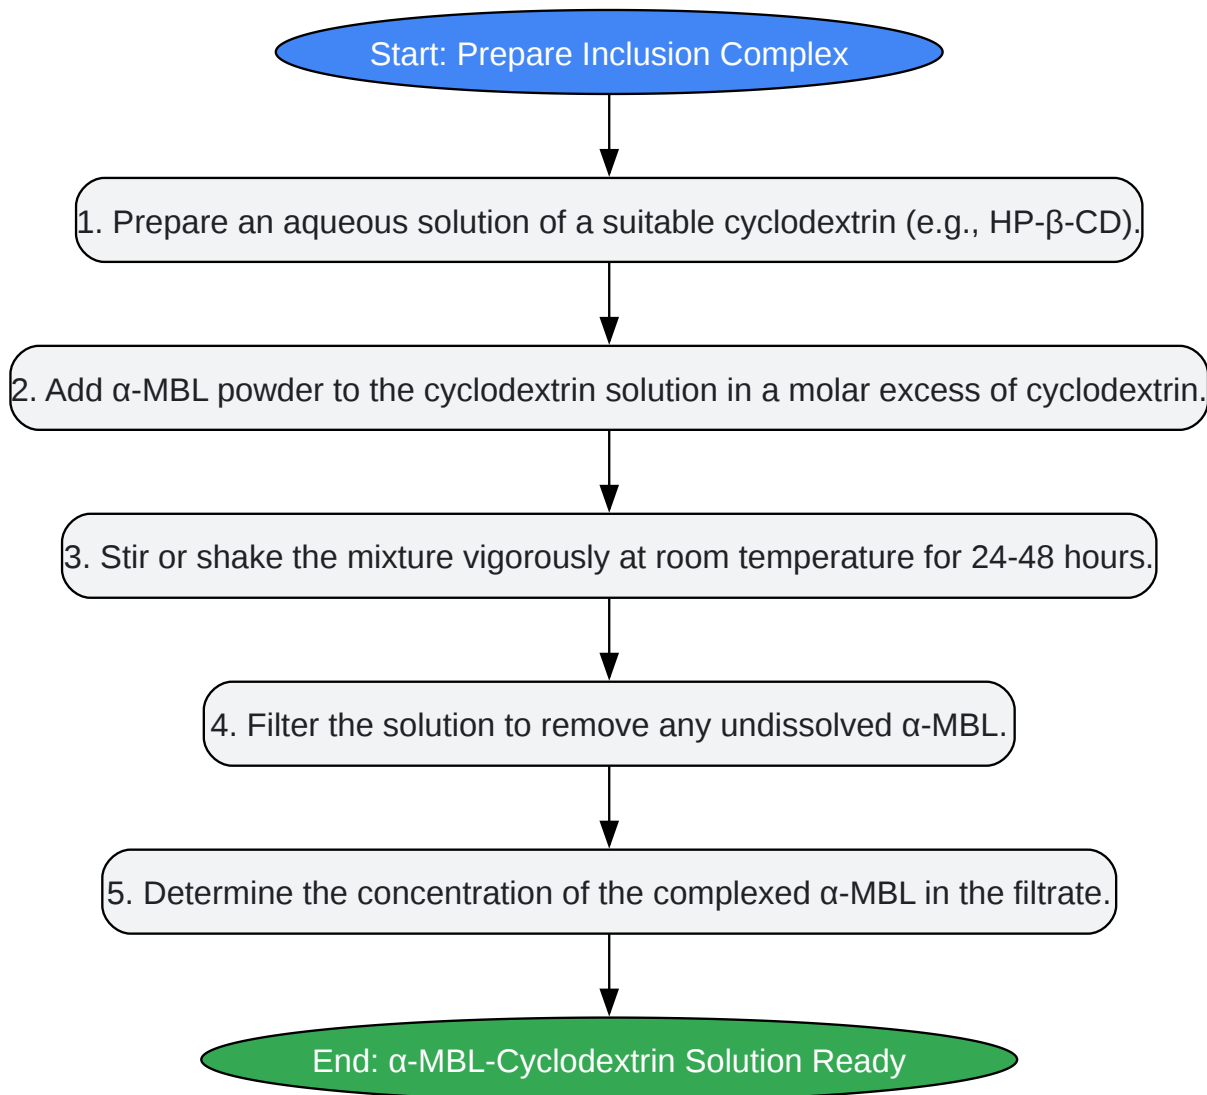 Start: Prepare Inclusion Complex
1. Prepare an aqueous solution of a suitable cyclodextrin (e.g., HP-β-CD).
2. Add α-MBL powder to the cyclodextrin solution in a molar excess of cyclodextrin.
3. Stir or shake the mixture vigorously at room temperature for 24-48 hours.
4. Filter the solution to remove any undissolved α-MBL.
5. Determine the concentration of the complexed α-MBL in the filtrate.
End: α-MBL-Cyclodextrin Solution Ready